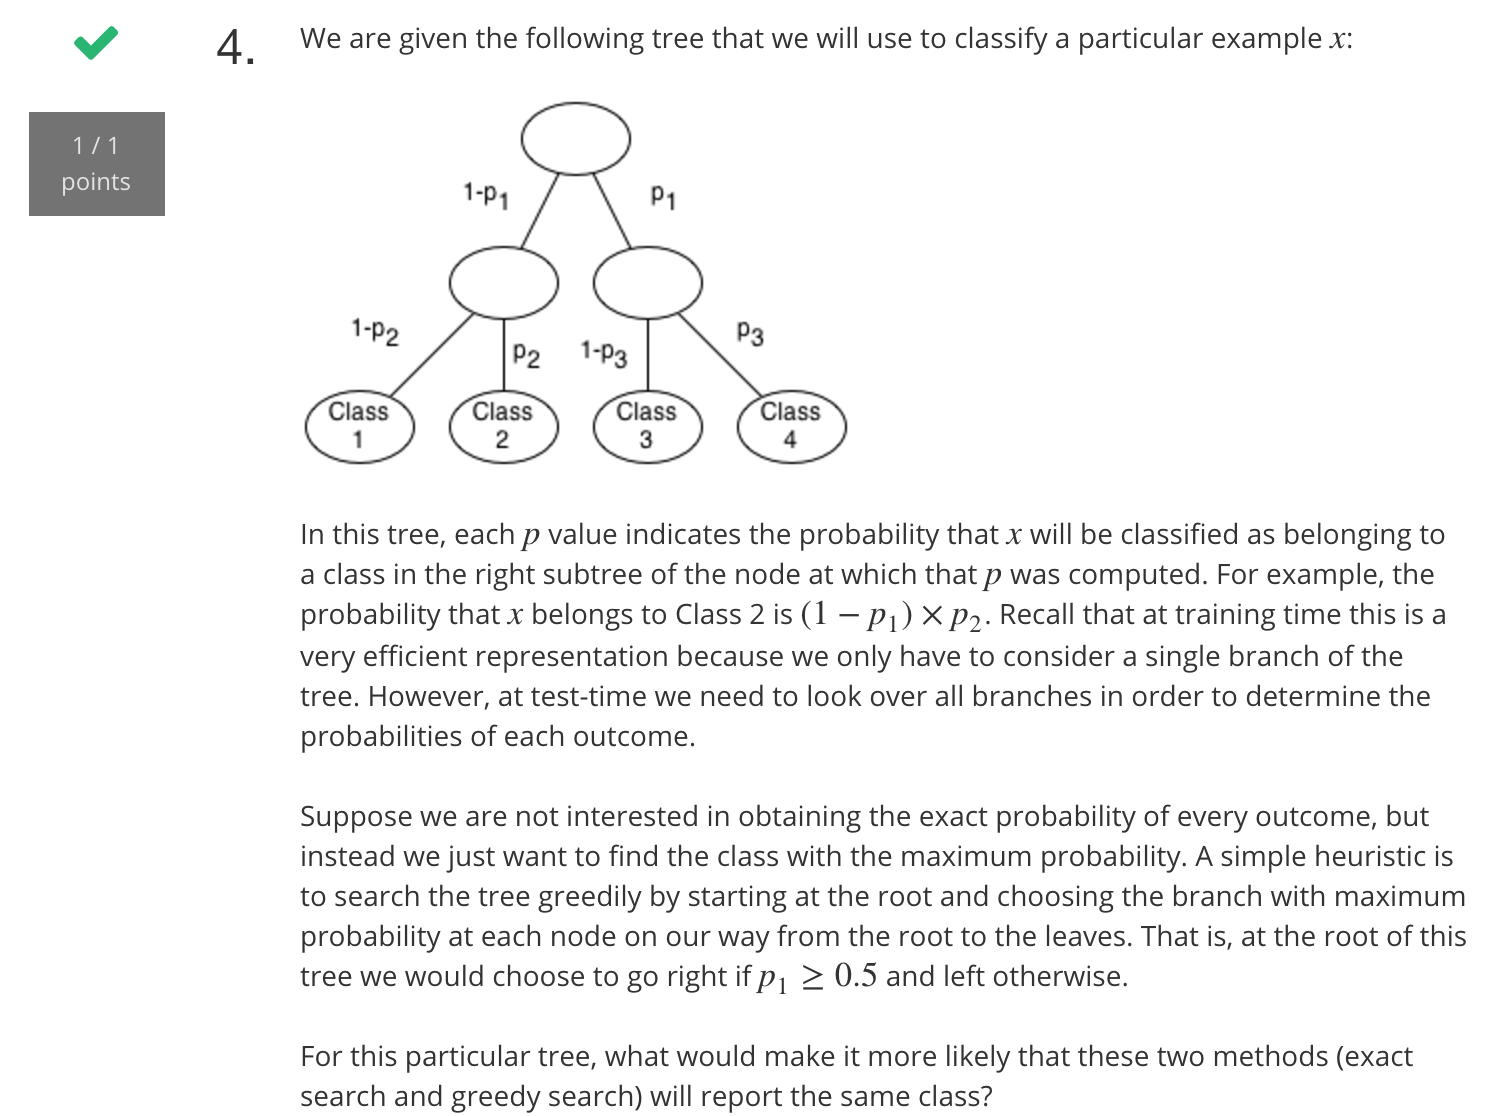 4. We are given the following tree that we will use to classify a particular example x:
1 / 1
points
1-p₁ p₁
1-p₂ p₂ 1-p₃ p₃
Class Class Class Class
1 2 3 4
In this tree, each p value indicates the probability that x will be classified as belonging to
a class in the right subtree of the node at which that p was computed. For example, the
probability that x belongs to Class 2 is (1 − p₁) × p₂. Recall that at training time this is a
very efficient representation because we only have to consider a single branch of the
tree. However, at test-time we need to look over all branches in order to determine the
probabilities of each outcome.
Suppose we are not interested in obtaining the exact probability of every outcome, but
instead we just want to find the class with the maximum probability. A simple heuristic is
to search the tree greedily by starting at the root and choosing the branch with maximum
probability at each node on our way from the root to the leaves. That is, at the root of this
tree we would choose to go right if p₁ ≥ 0.5 and left otherwise.
For this particular tree, what would make it more likely that these two methods (exact
search and greedy search) will report the same class?